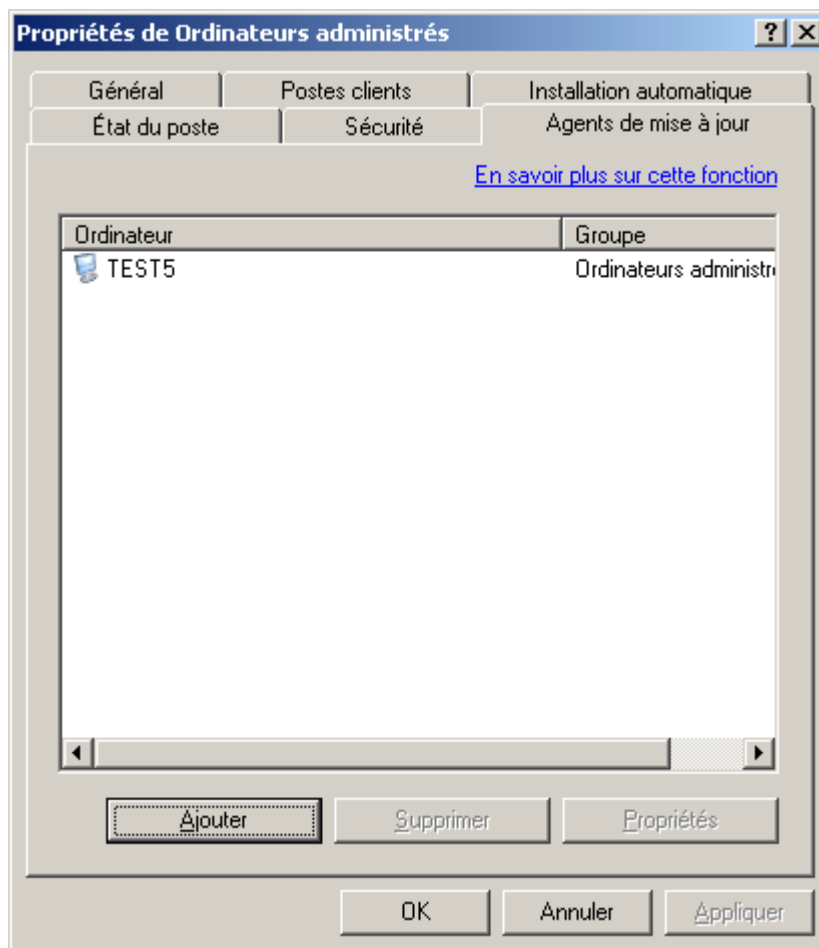 Propriétés de Ordinateurs administrés
Général Postes clients Installation automatique
État du poste Sécurité Agents de mise à jour
En savoir plus sur cette fonction
Ordinateur Groupe
TEST5 Ordinateurs
Ajouter Supprimer Propriétés
OK Annuler Appliquer